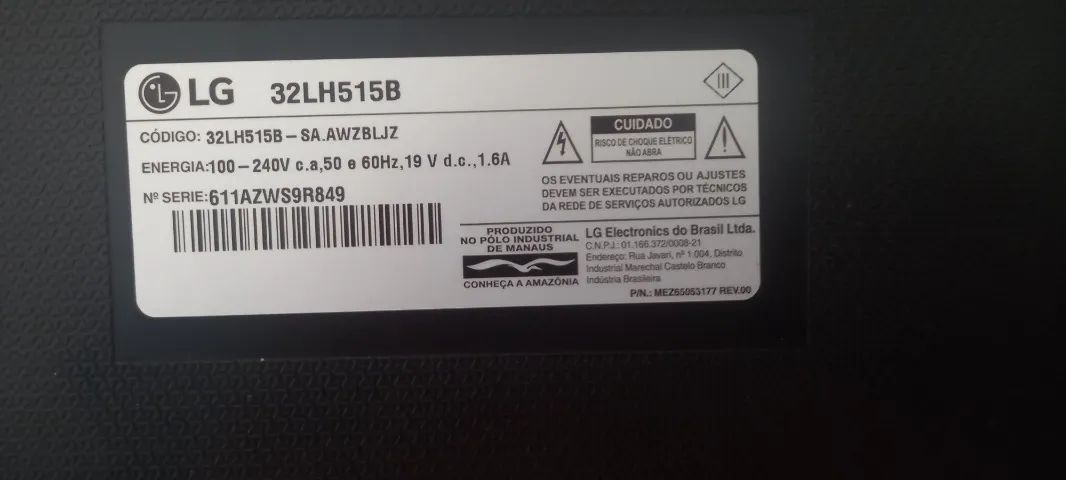 LG 32LH515B
III
CÓDIGO: 32LH515B-SA.AWZBLJZ
ENERGIA:100-240V c.a,50 e 60Hz,19 V d.c.,1.6A
Nº SERIE:611AZWS9R849
CUIDADO
RISCO DE CHOQUE ELÉTRICO
NÃO ABRA
OS EVENTUAIS REPAROS OU AJUSTES
DEVEM SER EXECUTADOS POR TÉCNICOS
DA REDE DE SERVIÇOS AUTORIZADOS LG
PRODUZIDO
NO PÓLO INDUSTRIAL
DE MANAUS
CONHEÇA A AMAZÔNIA
LG Electronics do Brasil Ltda.
C.N.P.J.: 01.166.372/0008-21
Endereço: Rua Javari, nº 1.004, Distrito
Industrial Marechal Castelo Branco
Indústria Brasileira
P/N.: MEZ65053177 REV.00